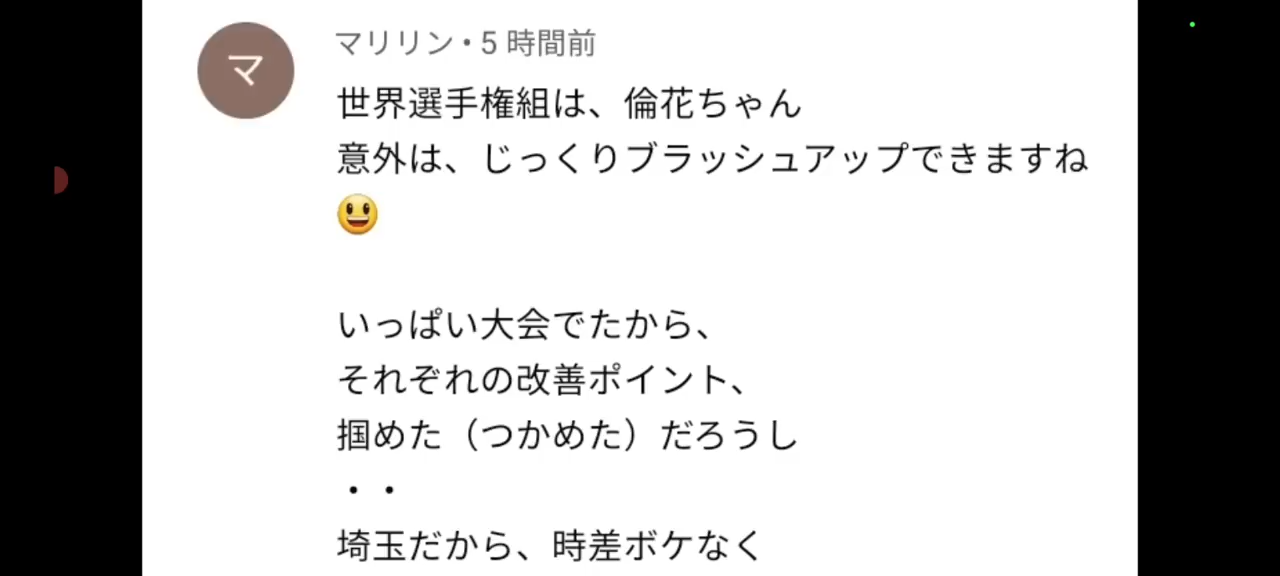 マ
マリリン・5 時間前
世界選手権組は、倫花ちゃん
意外は、じっくりブラッシュアップできますね
😃
いっぱい大会でたから、
それぞれの改善ポイント、
掴めた（つかめた）だろうし
・・
埼玉だから、時差ボケなく